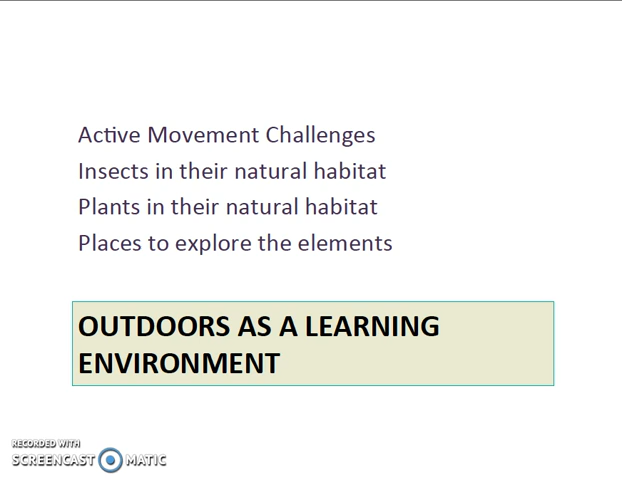 Active Movement Challenges
Insects in their natural habitat
Plants in their natural habitat
Places to explore the elements
OUTDOORS AS A LEARNING
ENVIRONMENT
RECORDED WITH
SCREENCAST MATIC